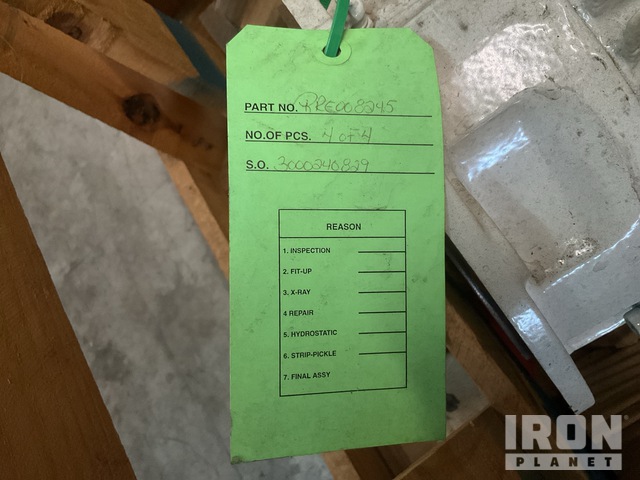 PART NO. RRE008245
NO.OF PCS. 4 of 4
S.O. 3000240829
REASON
1. INSPECTION
2. FIT-UP
3. X-RAY
4 REPAIR
5. HYDROSTATIC
6. STRIP-PICKLE
7. FINAL ASSY
IRON
PLANET